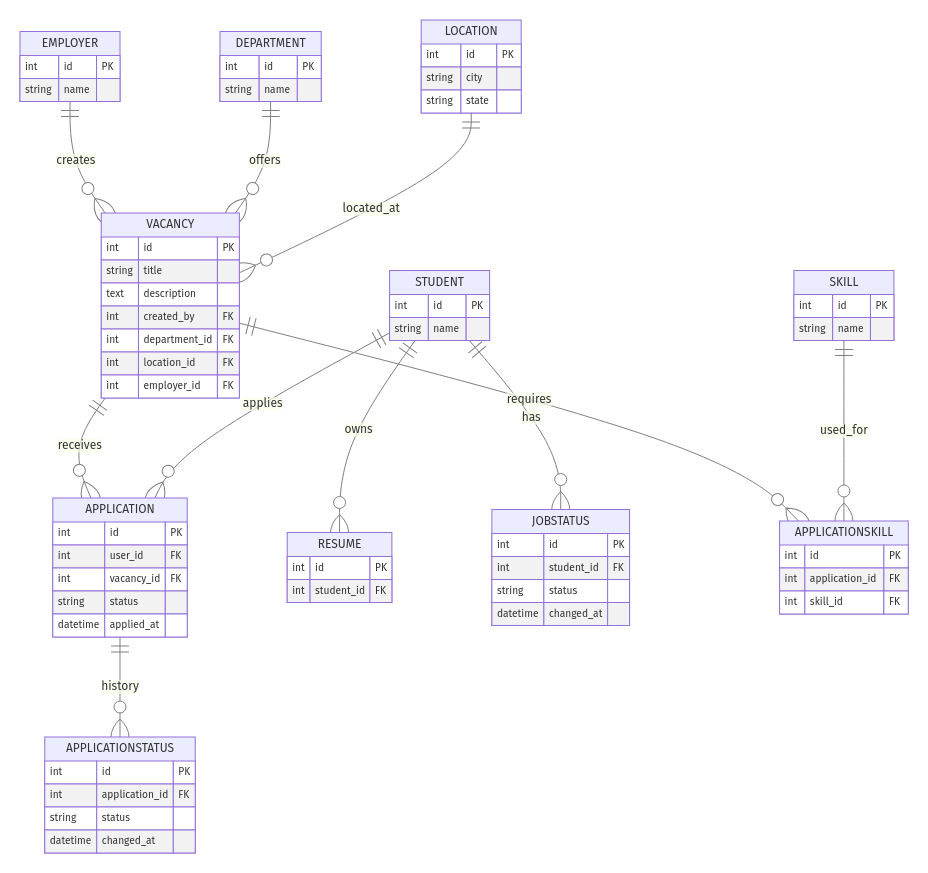 EMPLOYER
int id PK
string name
DEPARTMENT
int id PK
string name
LOCATION
int id PK
string city
string state
creates
offers
located_at
VACANCY
int id PK
string title
text description
int created_by FK
int department_id FK
int location_id FK
int employer_id FK
STUDENT
int id PK
string name
SKILL
int id PK
string name
applies
requires
has
owns
used_for
receives
APPLICATION
int id PK
int user_id FK
int vacancy_id FK
string status
datetime applied_at
RESUME
int id PK
int student_id FK
JOBSTATUS
int id PK
int student_id FK
string status
datetime changed_at
APPLICATIONSKILL
int id PK
int application_id FK
int skill_id FK
history
APPLICATIONSTATUS
int id PK
int application_id FK
string status
datetime changed_at